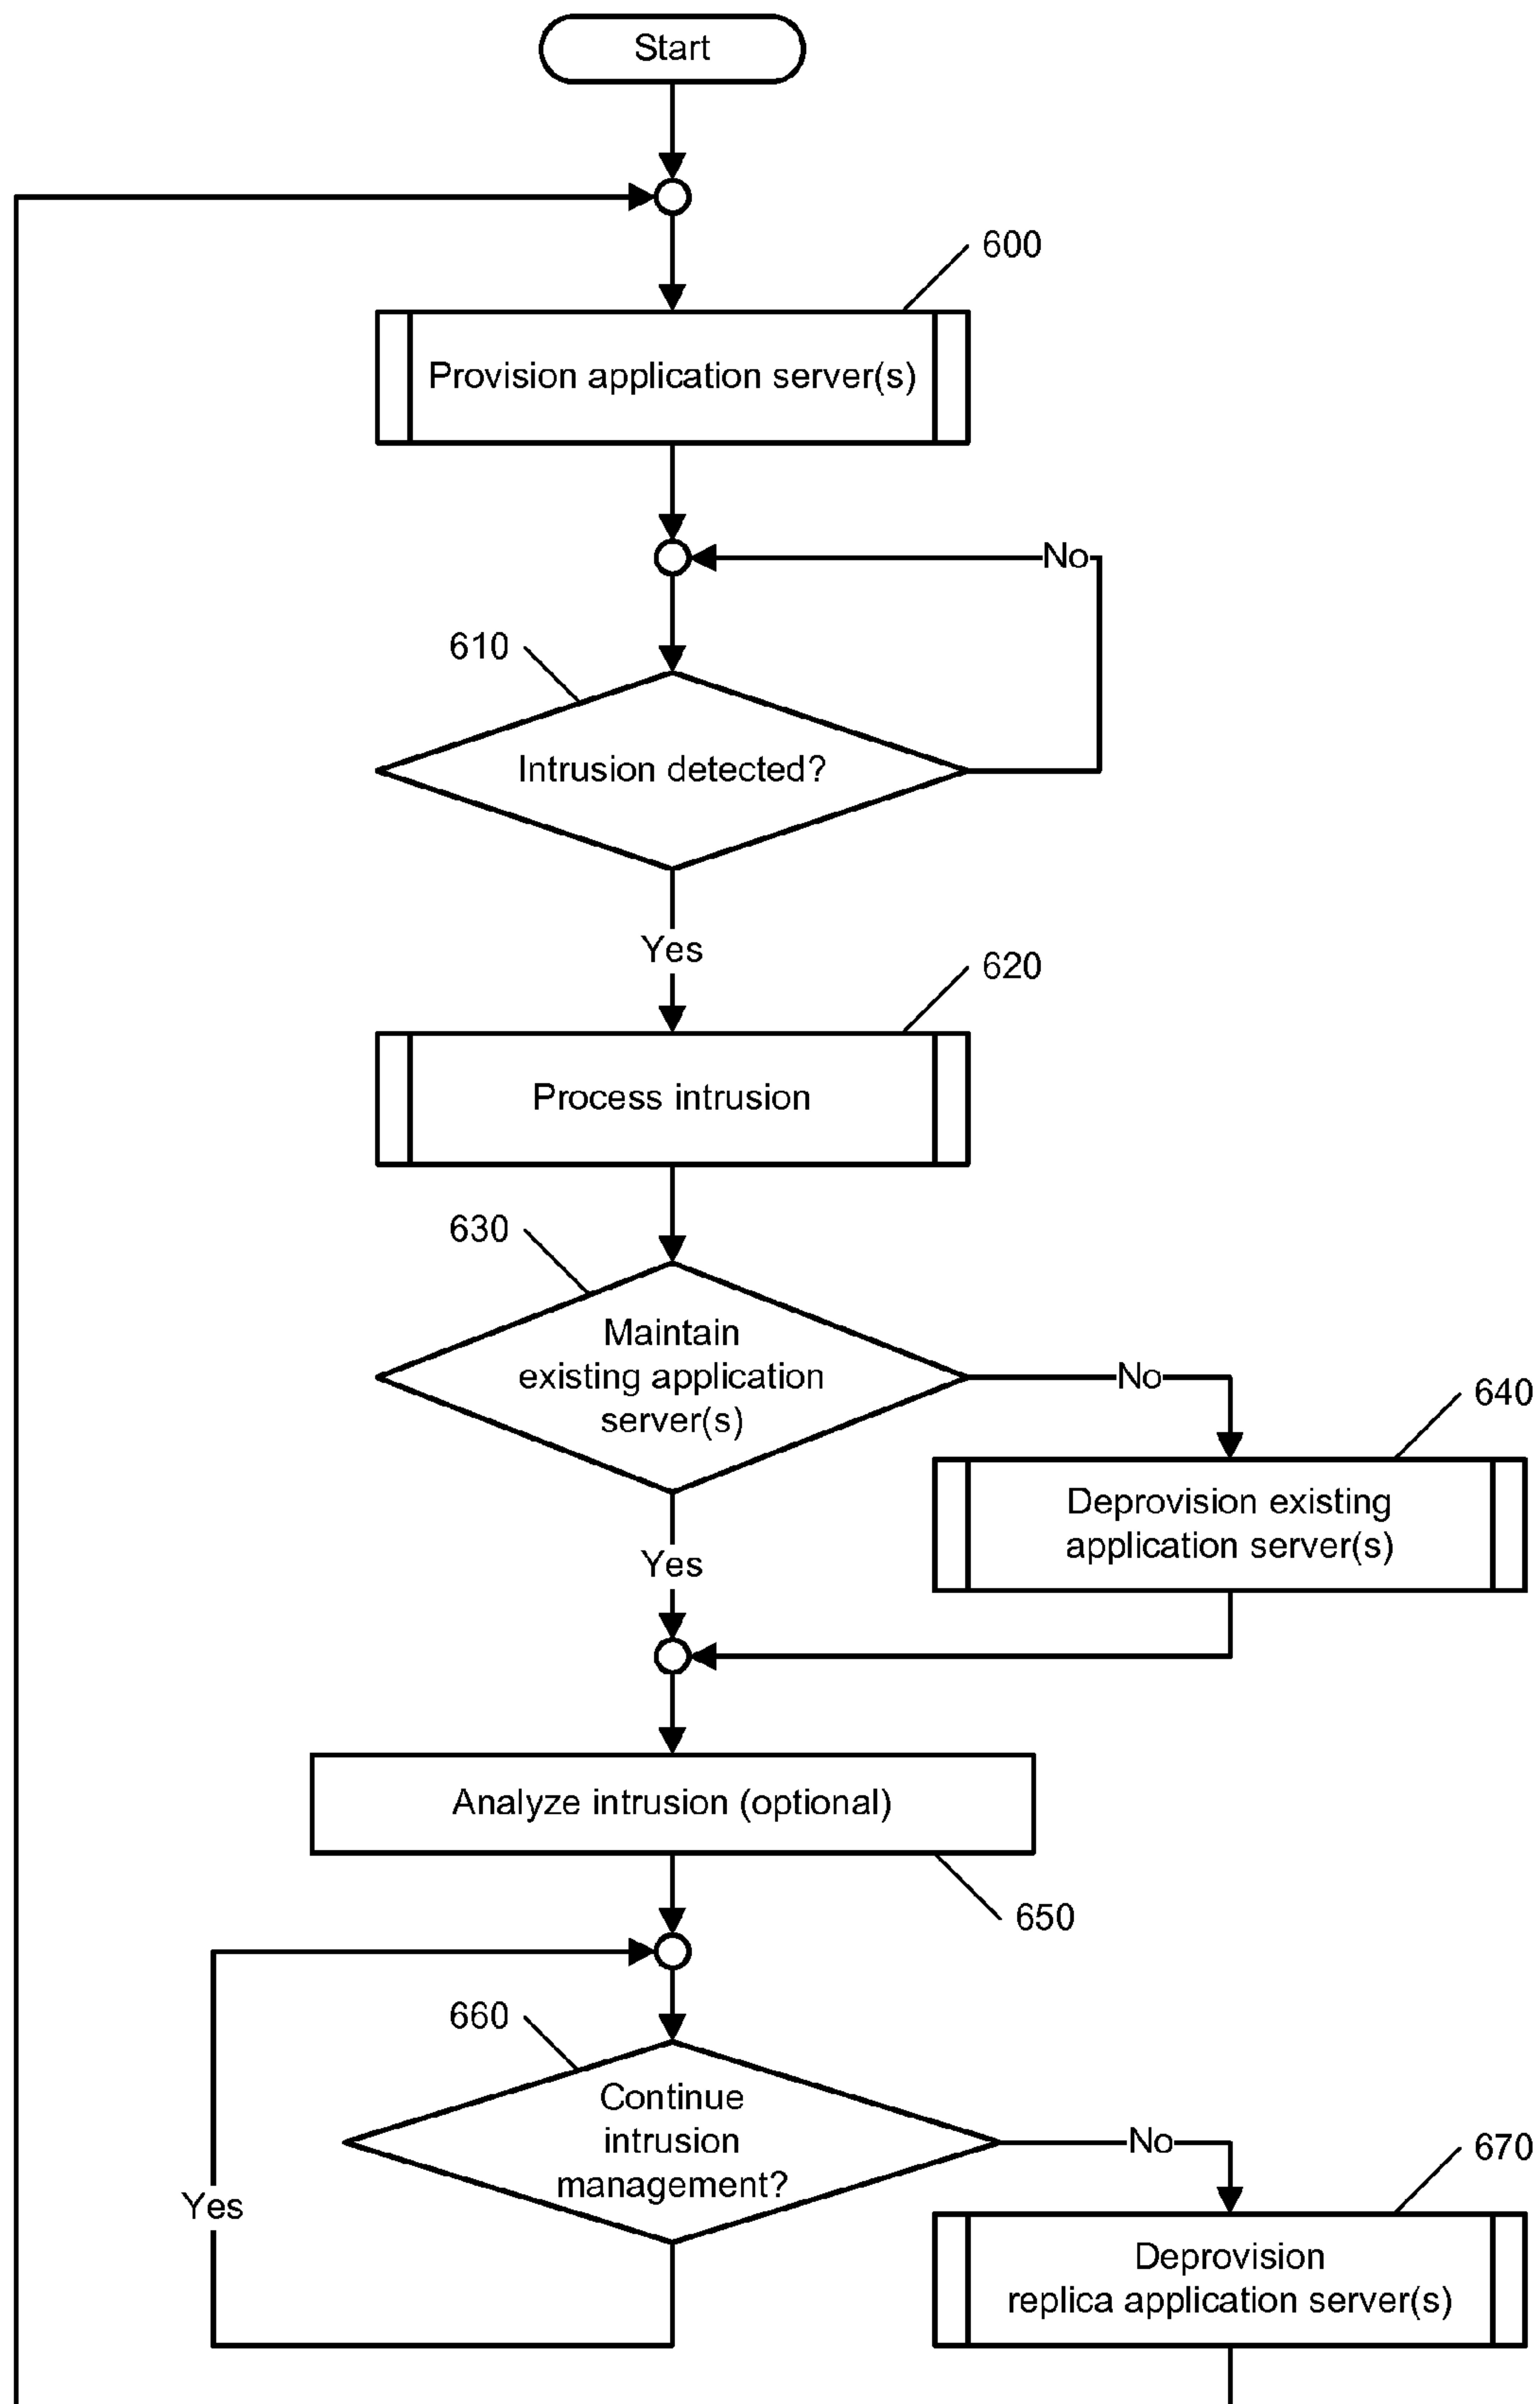 Start
600
Provision application server(s)
No
610
Intrusion detected?
Yes
620
Process intrusion
630
Maintain
existing application
server(s)
No
640
Deprovision existing
application server(s)
Yes
Analyze intrusion (optional)
650
660
Continue
intrusion
management?
No
670
Yes
Deprovision
replica application server(s)